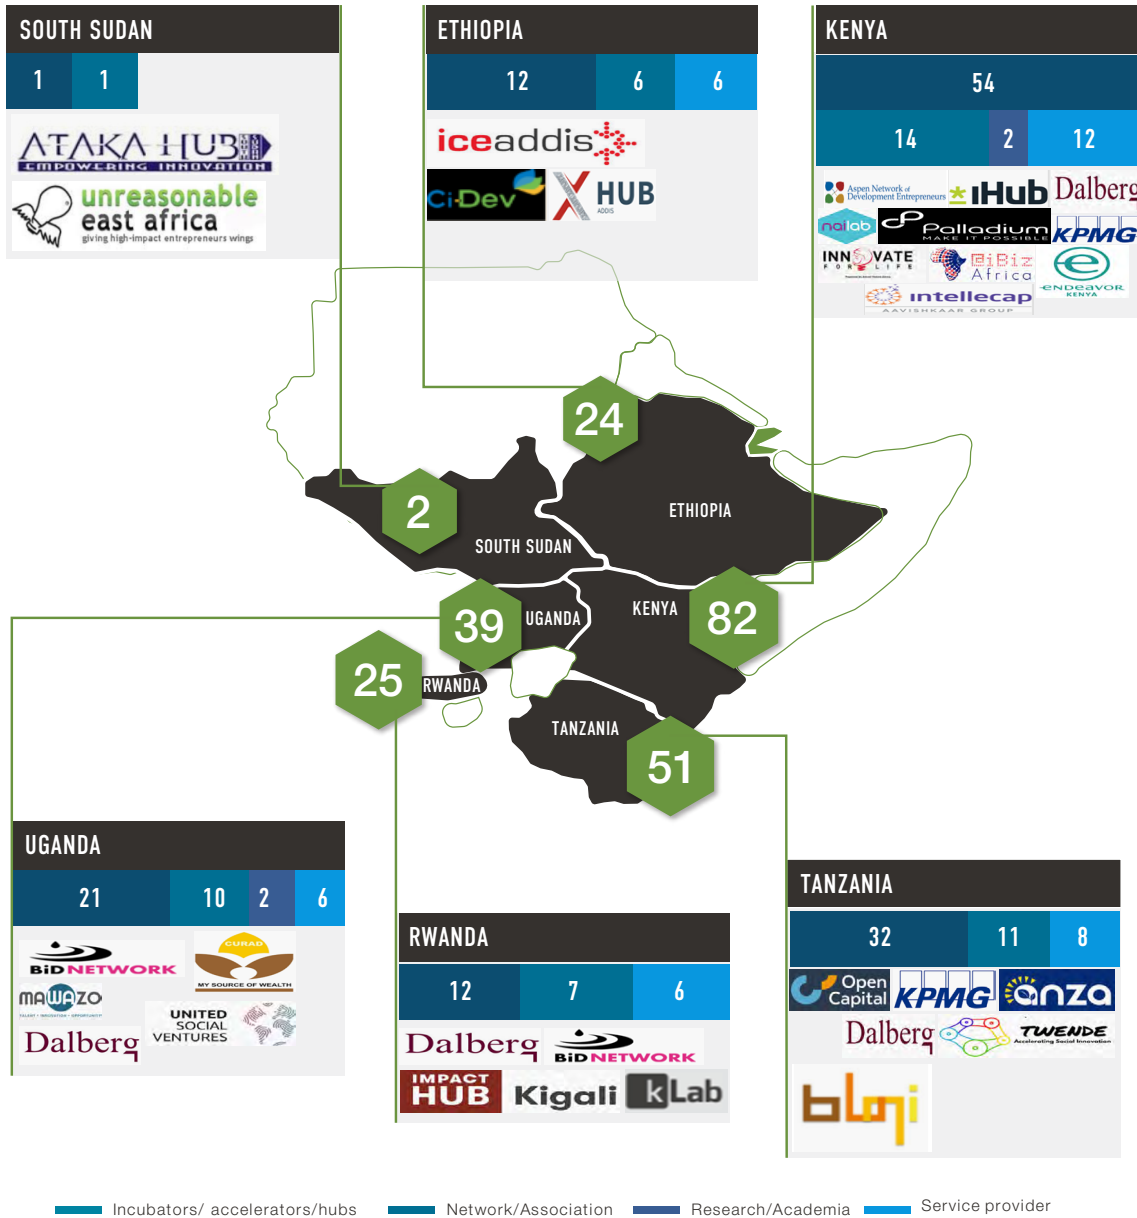 SOUTH SUDAN
1 1
ATAKA HUB
EMPOWERING INNOVATION
unreasonable
east africa
giving high-impact entrepreneurs wings
ETHIOPIA
12 6 6
iceaddis
Ci-Dev
X HUB
ADDIS
KENYA
54
14 2 12
Aspen Network of
Development Entrepreneurs
iHub
Dalberg
nailab
Palladium
MAKE IT POSSIBLE
KPMG
INNOVATE
FOR LIFE
@iBiz
Africa
ENDEAVOR
KENYA
intellecap
AAVISHKAAR GROUP
24
2
ETHIOPIA
SOUTH SUDAN
39
UGANDA
KENYA
82
25
RWANDA
TANZANIA
51
UGANDA
21 10 2 6
BiD NETWORK
CURAD
MY SOURCE OF WEALTH
MAWAZO
TALENT • INNOVATION • OPPORTUNITY
UNITED
SOCIAL
VENTURES
Dalberg
RWANDA
12 7 6
Dalberg
BiD NETWORK
IMPACT
HUB
Kigali
k Lab
TANZANIA
32 11 8
Open
Capital
KPMG
anza
Dalberg
TWENDE
Accelerating Social Innovation
Incubators/ accelerators/hubs
Network/Association
Research/Academia
Service provider